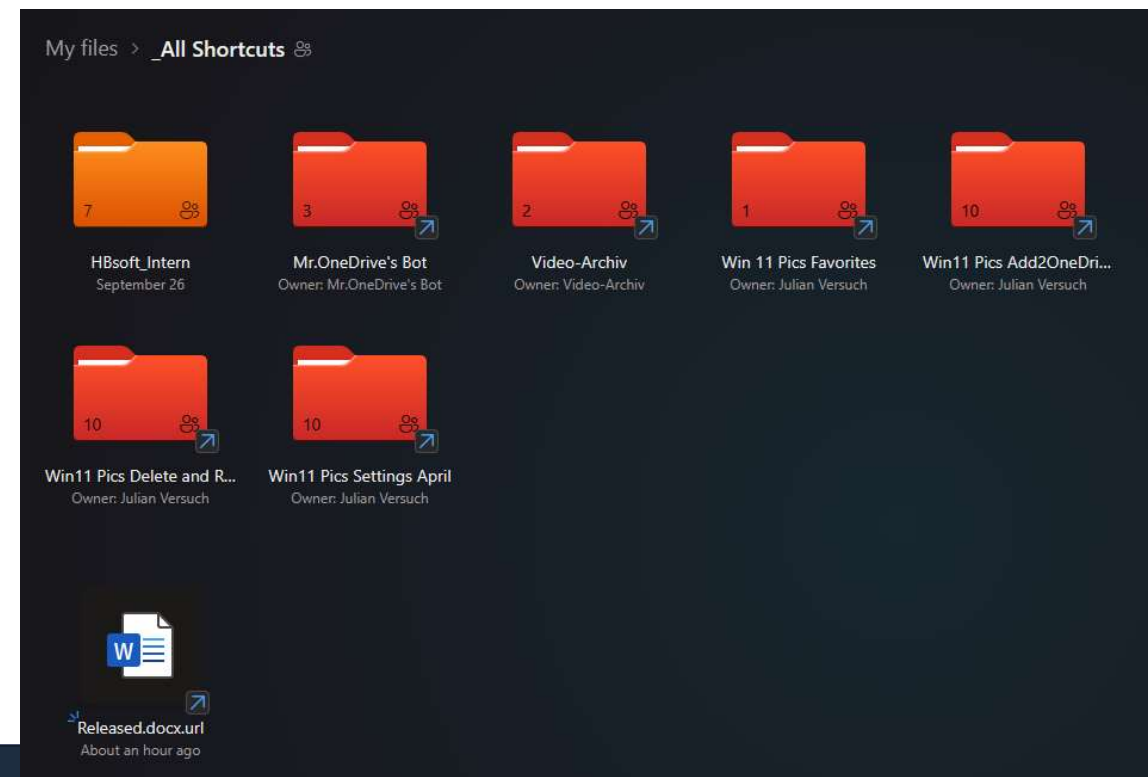 My files > _All Shortcuts
7
3
2
1
10
HBsoft_Intern
Mr.OneDrive's Bot
Video-Archiv
Win 11 Pics Favorites
Win11 Pics Add2OneDri...
September 26
Owner: Mr.OneDrive's Bot
Owner: Video-Archiv
Owner: Julian Versuch
Owner: Julian Versuch
10
10
Win11 Pics Delete and R...
Win11 Pics Settings April
Owner: Julian Versuch
Owner: Julian Versuch
W
Released.docx.url
About an hour ago